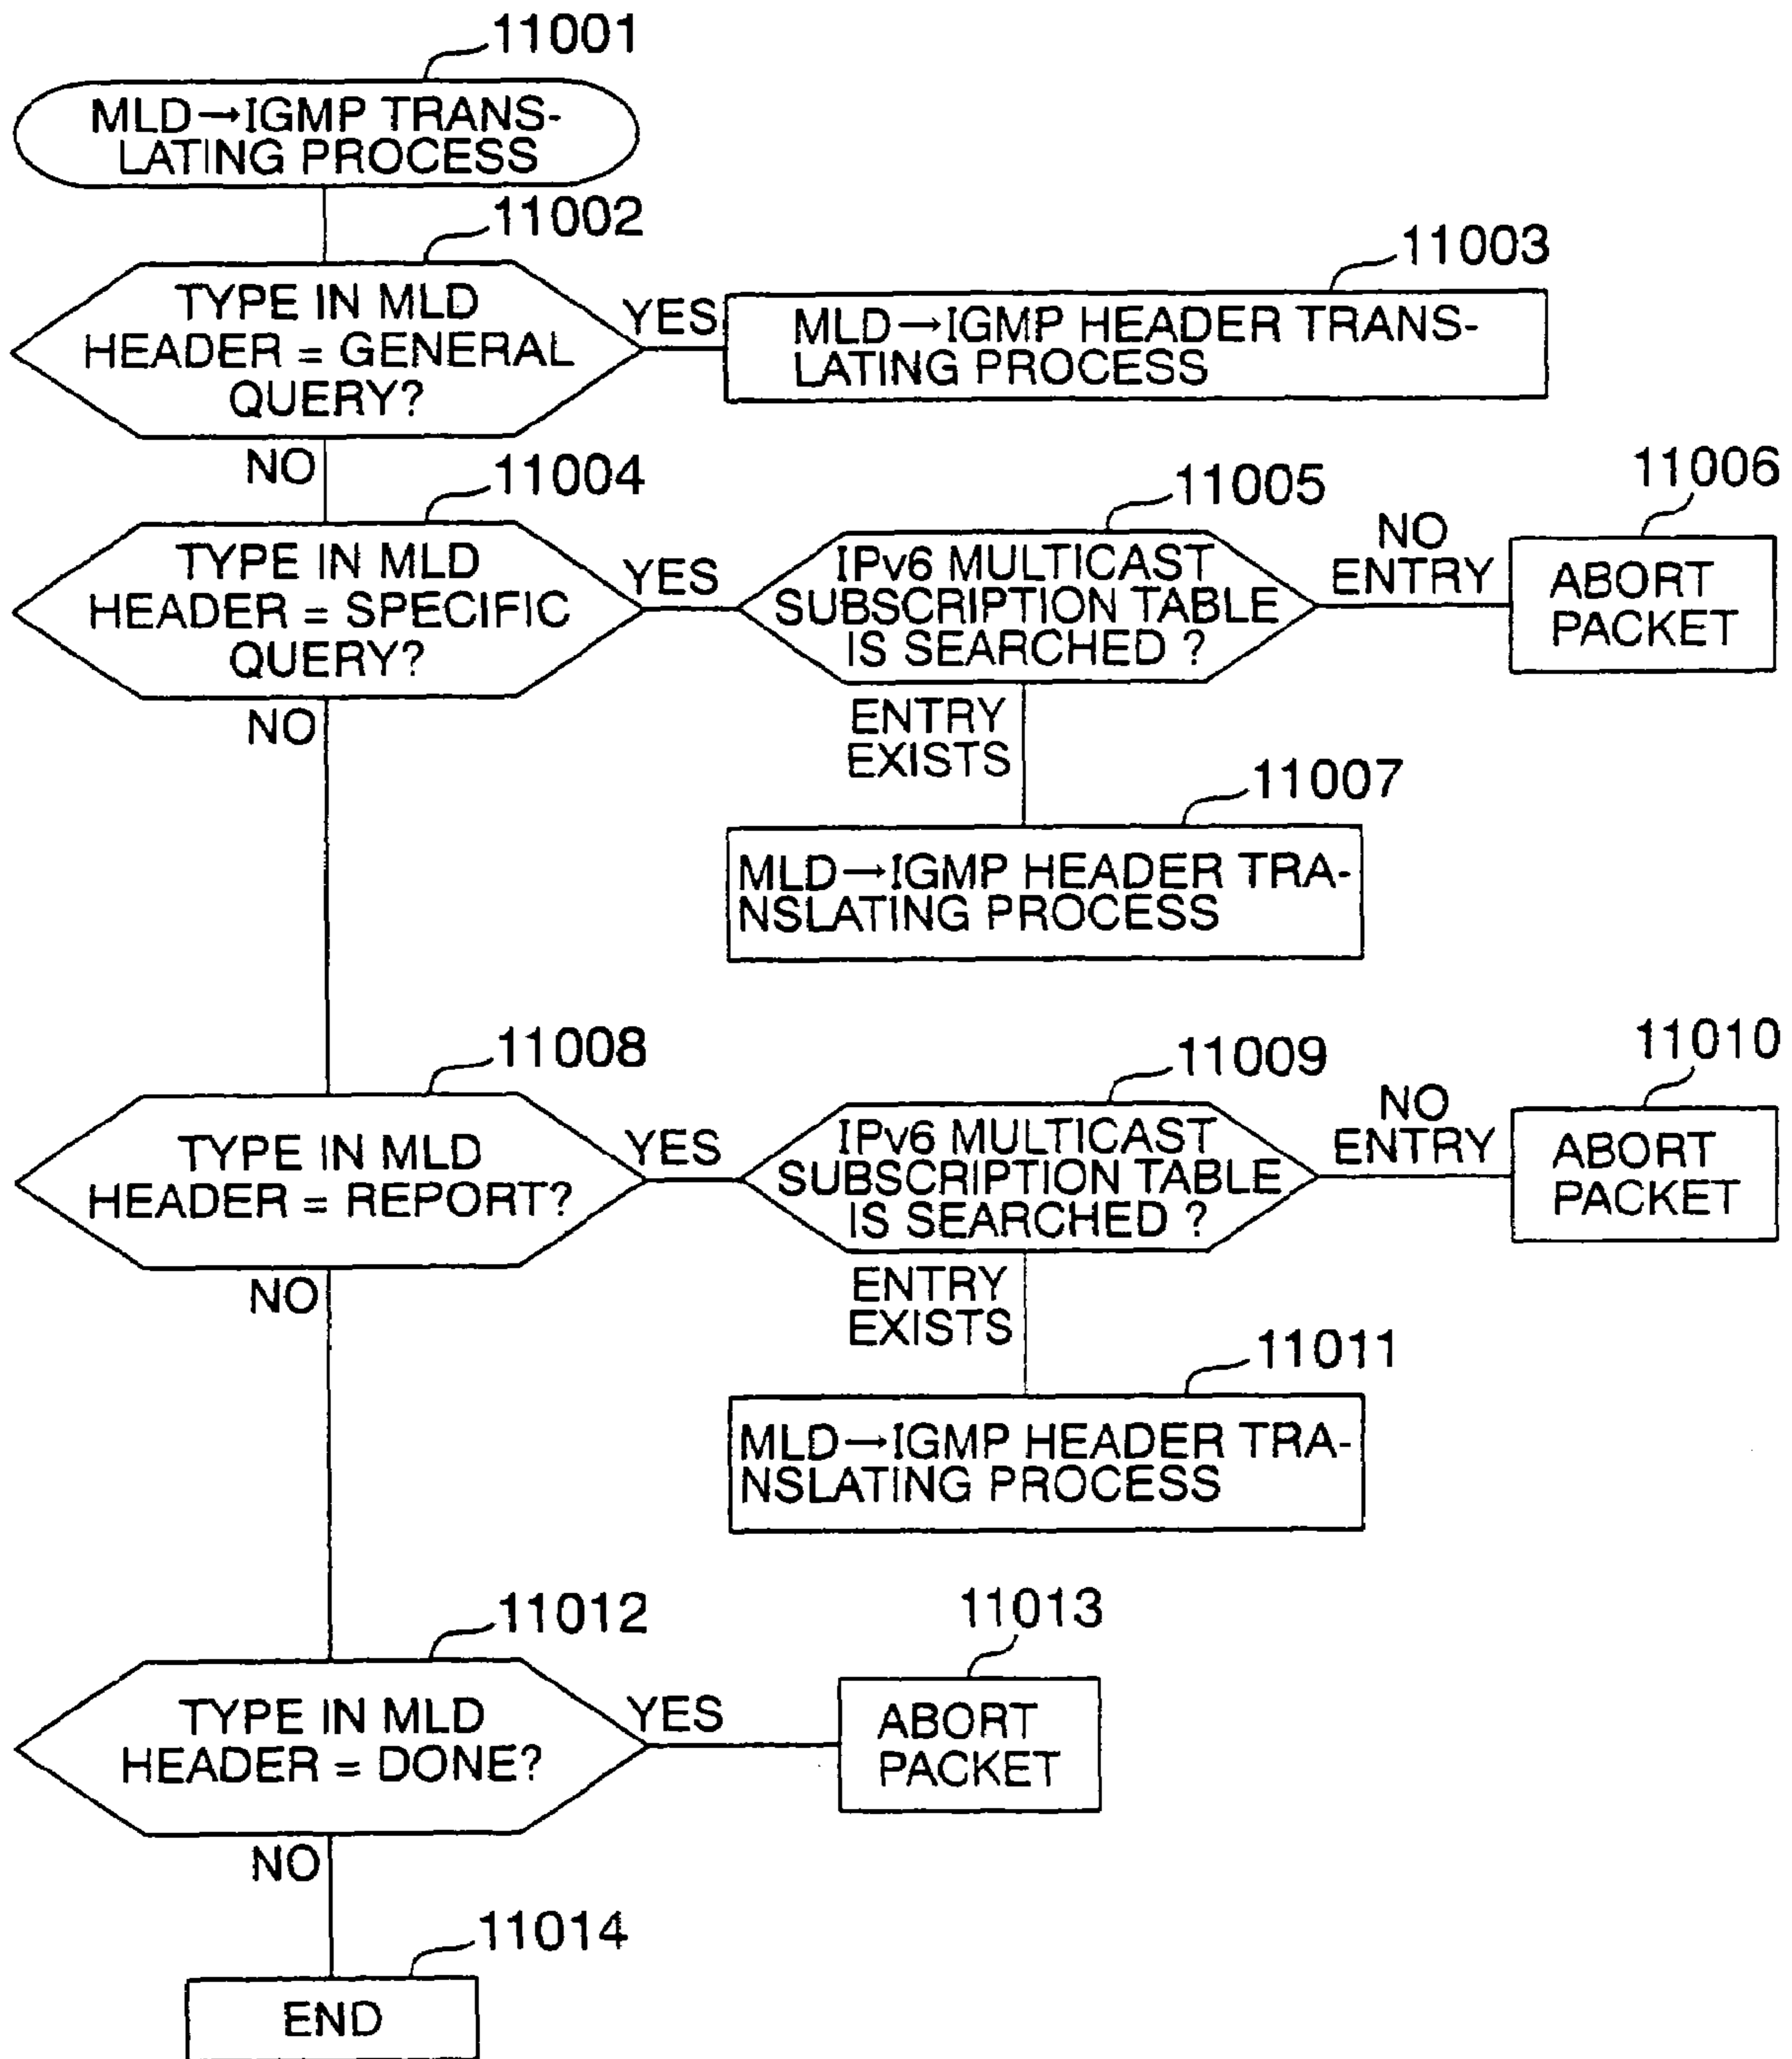 11001
MLD→IGMP TRANS-
LATING PROCESS
11002
TYPE IN MLD
HEADER = GENERAL
QUERY?
YES
11003
MLD→IGMP HEADER TRANS-
LATING PROCESS
NO
11004
TYPE IN MLD
HEADER = SPECIFIC
QUERY?
YES
11005
IPv6 MULTICAST
SUBSCRIPTION TABLE
IS SEARCHED ?
NO
ENTRY
11006
ABORT
PACKET
ENTRY
EXISTS
11007
MLD→IGMP HEADER TRA-
NSLATING PROCESS
NO
11008
TYPE IN MLD
HEADER = REPORT?
YES
11009
IPv6 MULTICAST
SUBSCRIPTION TABLE
IS SEARCHED ?
NO
ENTRY
11010
ABORT
PACKET
ENTRY
EXISTS
11011
MLD→IGMP HEADER TRA-
NSLATING PROCESS
NO
11012
TYPE IN MLD
HEADER = DONE?
YES
11013
ABORT
PACKET
NO
11014
END